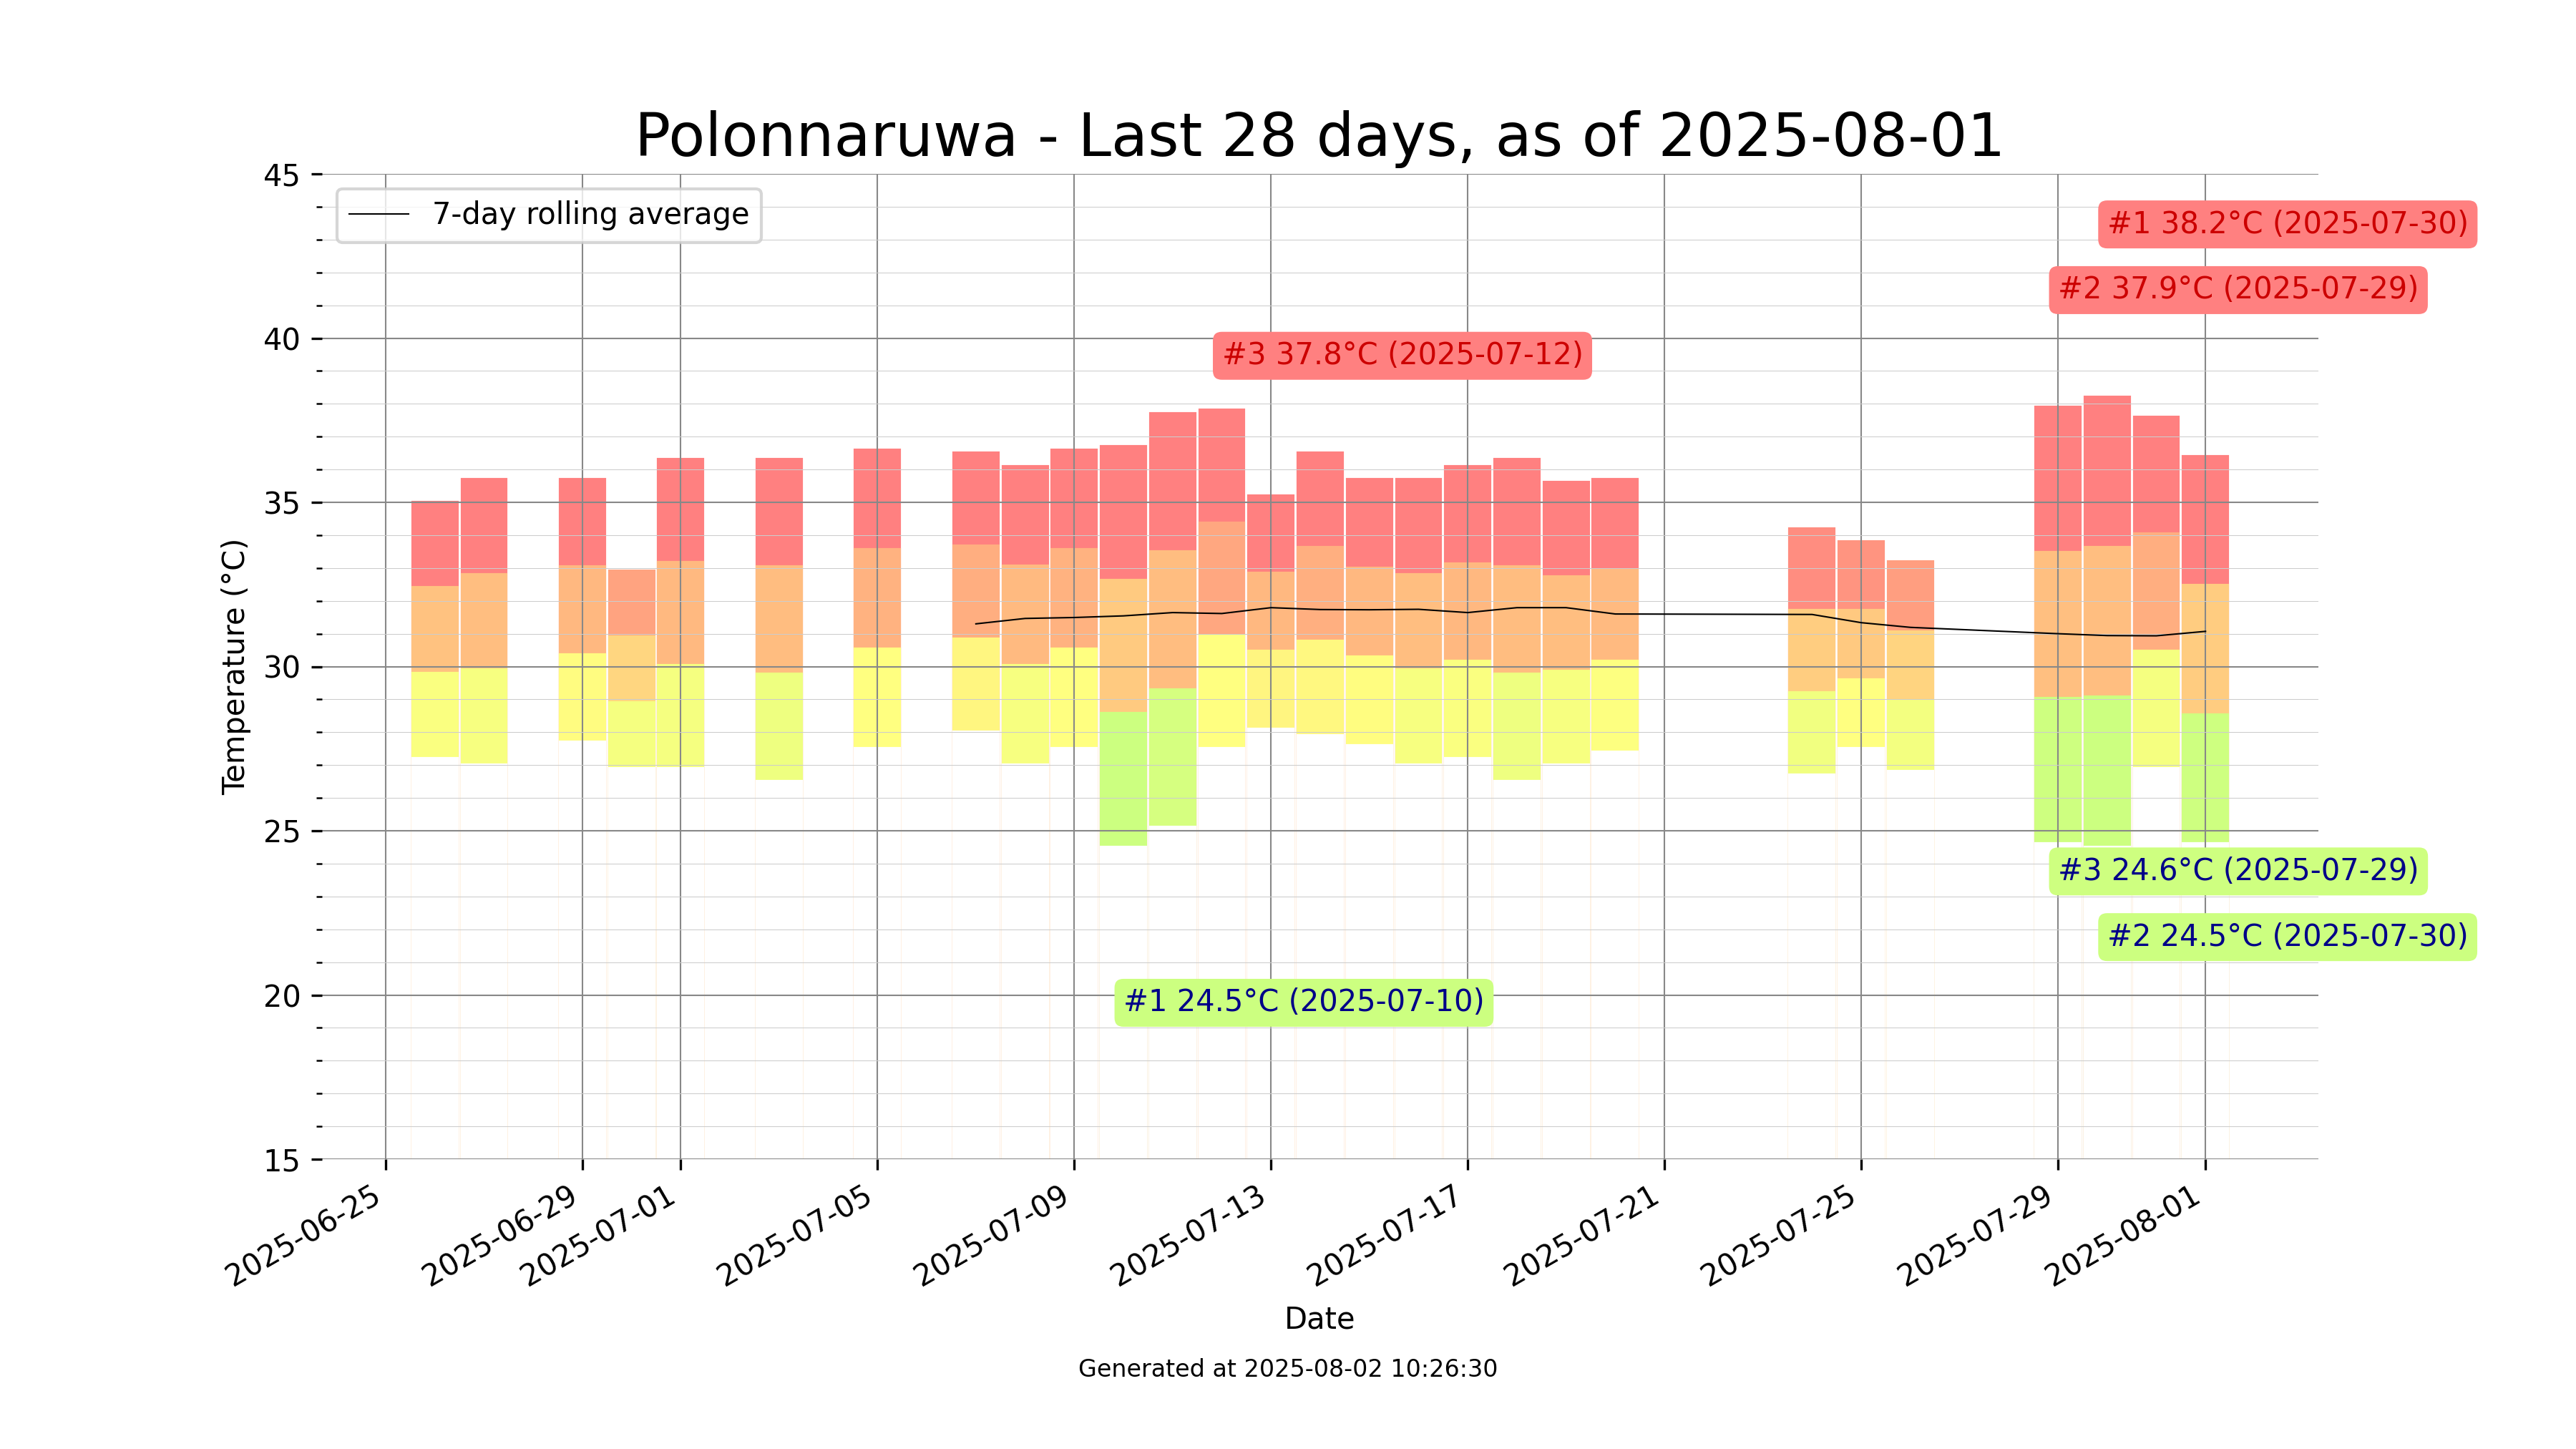 Polonnaruwa - Last 28 days, as of 2025-08-01
7-day rolling average
#1 38.2°C (2025-07-30)
#2 37.9°C (2025-07-29)
#3 37.8°C (2025-07-12)
#3 24.6°C (2025-07-29)
#2 24.5°C (2025-07-30)
#1 24.5°C (2025-07-10)
Temperature (°C)
45
40
35
30
25
20
15
2025-06-25
2025-06-29
2025-07-01
2025-07-05
2025-07-09
2025-07-13
2025-07-17
2025-07-21
2025-07-25
2025-07-29
2025-08-01
Date
Generated at 2025-08-02 10:26:30